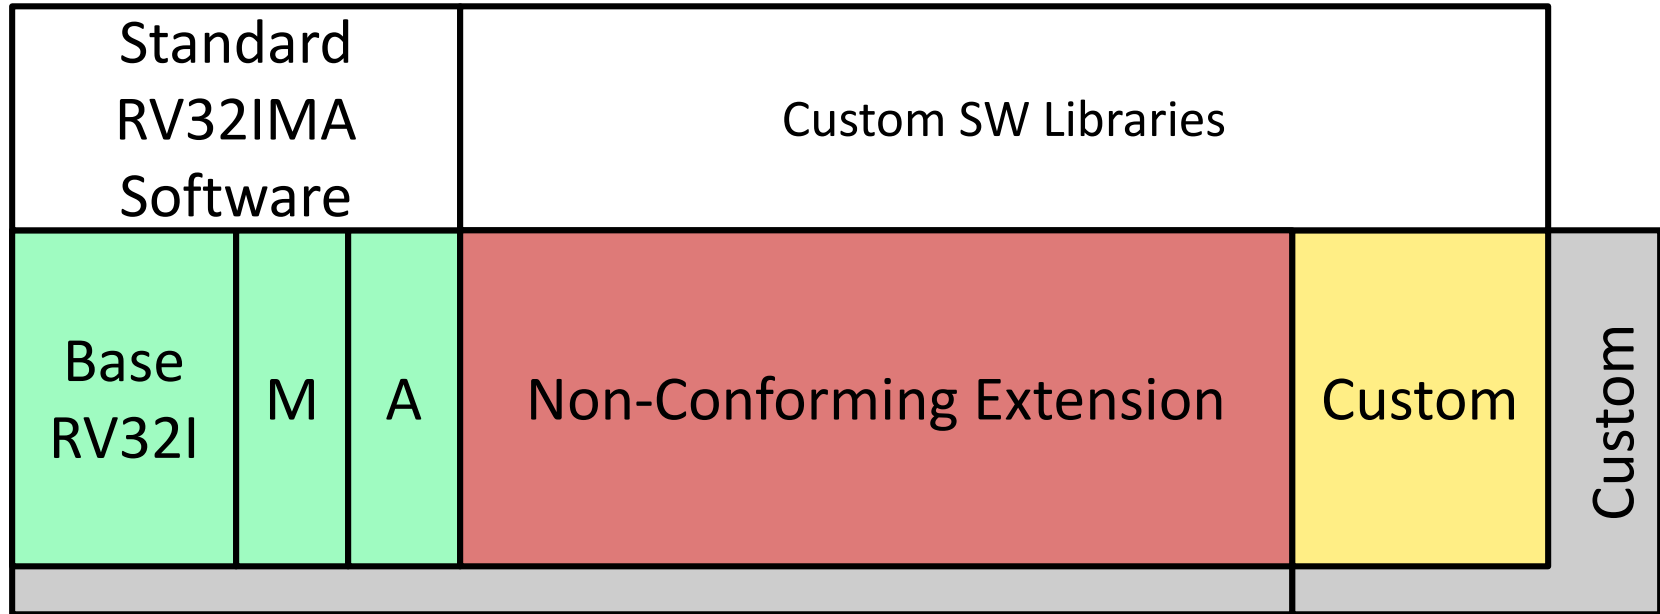 Standard
RV32IMA
Software
Custom SW Libraries
Base
RV32I
M
A
Non-Conforming Extension
Custom
Custom